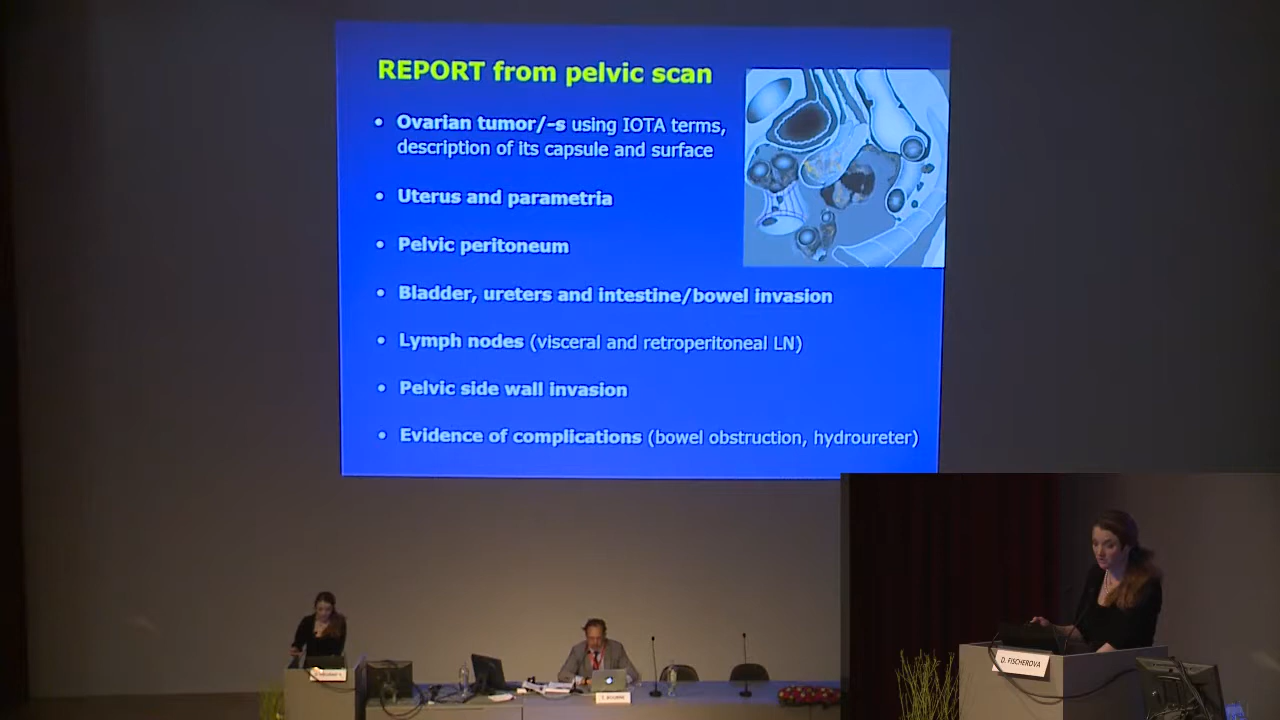 REPORT from pelvic scan
• Ovarian tumor/-s using IOTA terms,
description of its capsule and surface
• Uterus and parametria
• Pelvic peritoneum
• Bladder, ureters and intestine/bowel invasion
• Lymph nodes (visceral and retroperitoneal LN)
• Pelvic side wall invasion
• Evidence of complications (bowel obstruction, hydroureter)
D. FISCHEROVA